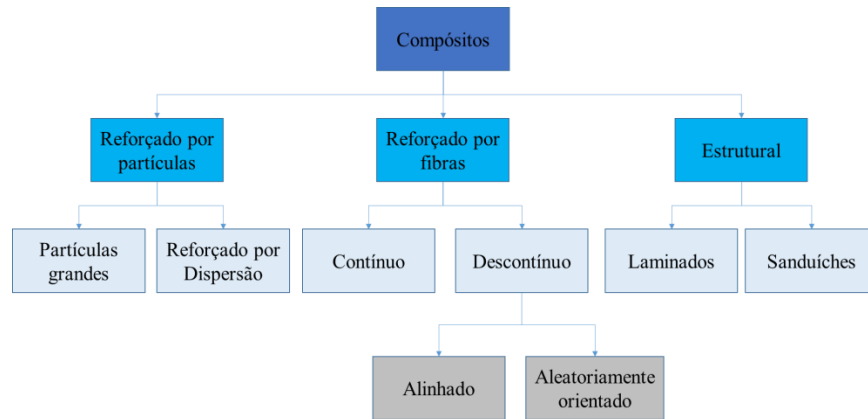 Compósitos
Reforçado por
partículas
Reforçado por
fibras
Estrutural
Partículas
grandes
Reforçado por
Dispersão
Contínuo
Descontínuo
Laminados
Sanduíches
Alinhado
Aleatoriamente
orientado